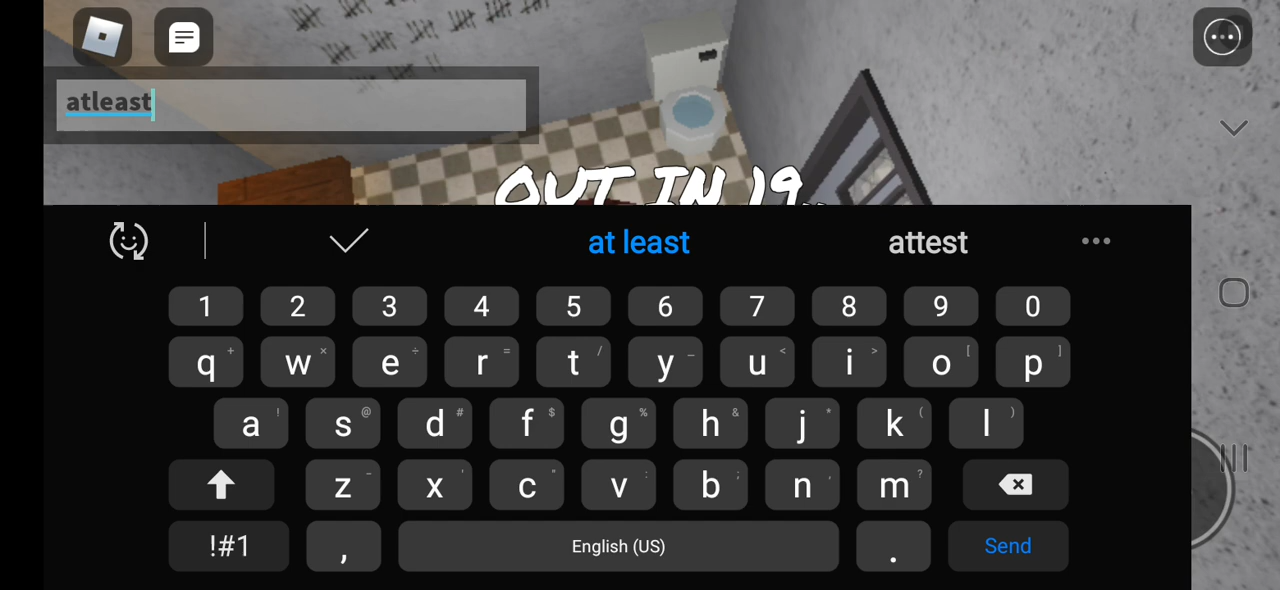 atleast
OUT IN 19..
at least attest
1 2 3 4 5 6 7 8 9 0
q + w × e ÷ r = t / y _ u < i > o [ p ]
a ! s @ d # f $ g % h & j * k ( l )
z - x ' c " v : b ; n , m ?
!#1 , English (US) . Send